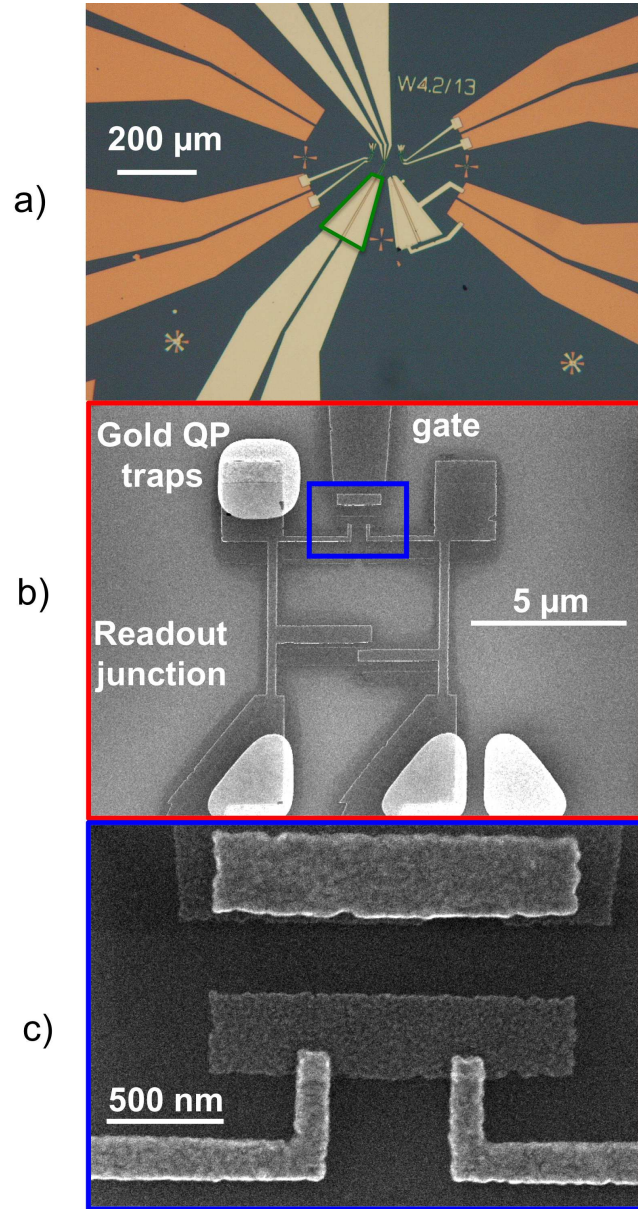 a)
W4.2/13
200 µm
b)
Gold QP
traps
gate
5 µm
Readout
junction
c)
500 nm